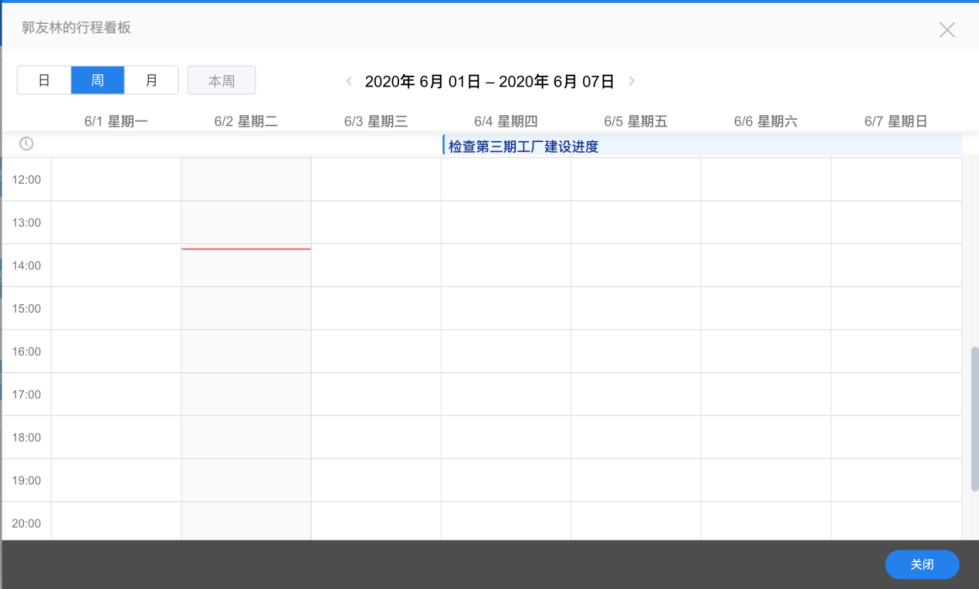 郭友林的行程看板
日 周 月 本周 2020年 6月 01日 – 2020年 6月 07日
6/1 星期一 6/2 星期二 6/3 星期三 6/4 星期四 6/5 星期五 6/6 星期六 6/7 星期日
检查第三期工厂建设进度
12:00
13:00
14:00
15:00
16:00
17:00
18:00
19:00
20:00
关闭